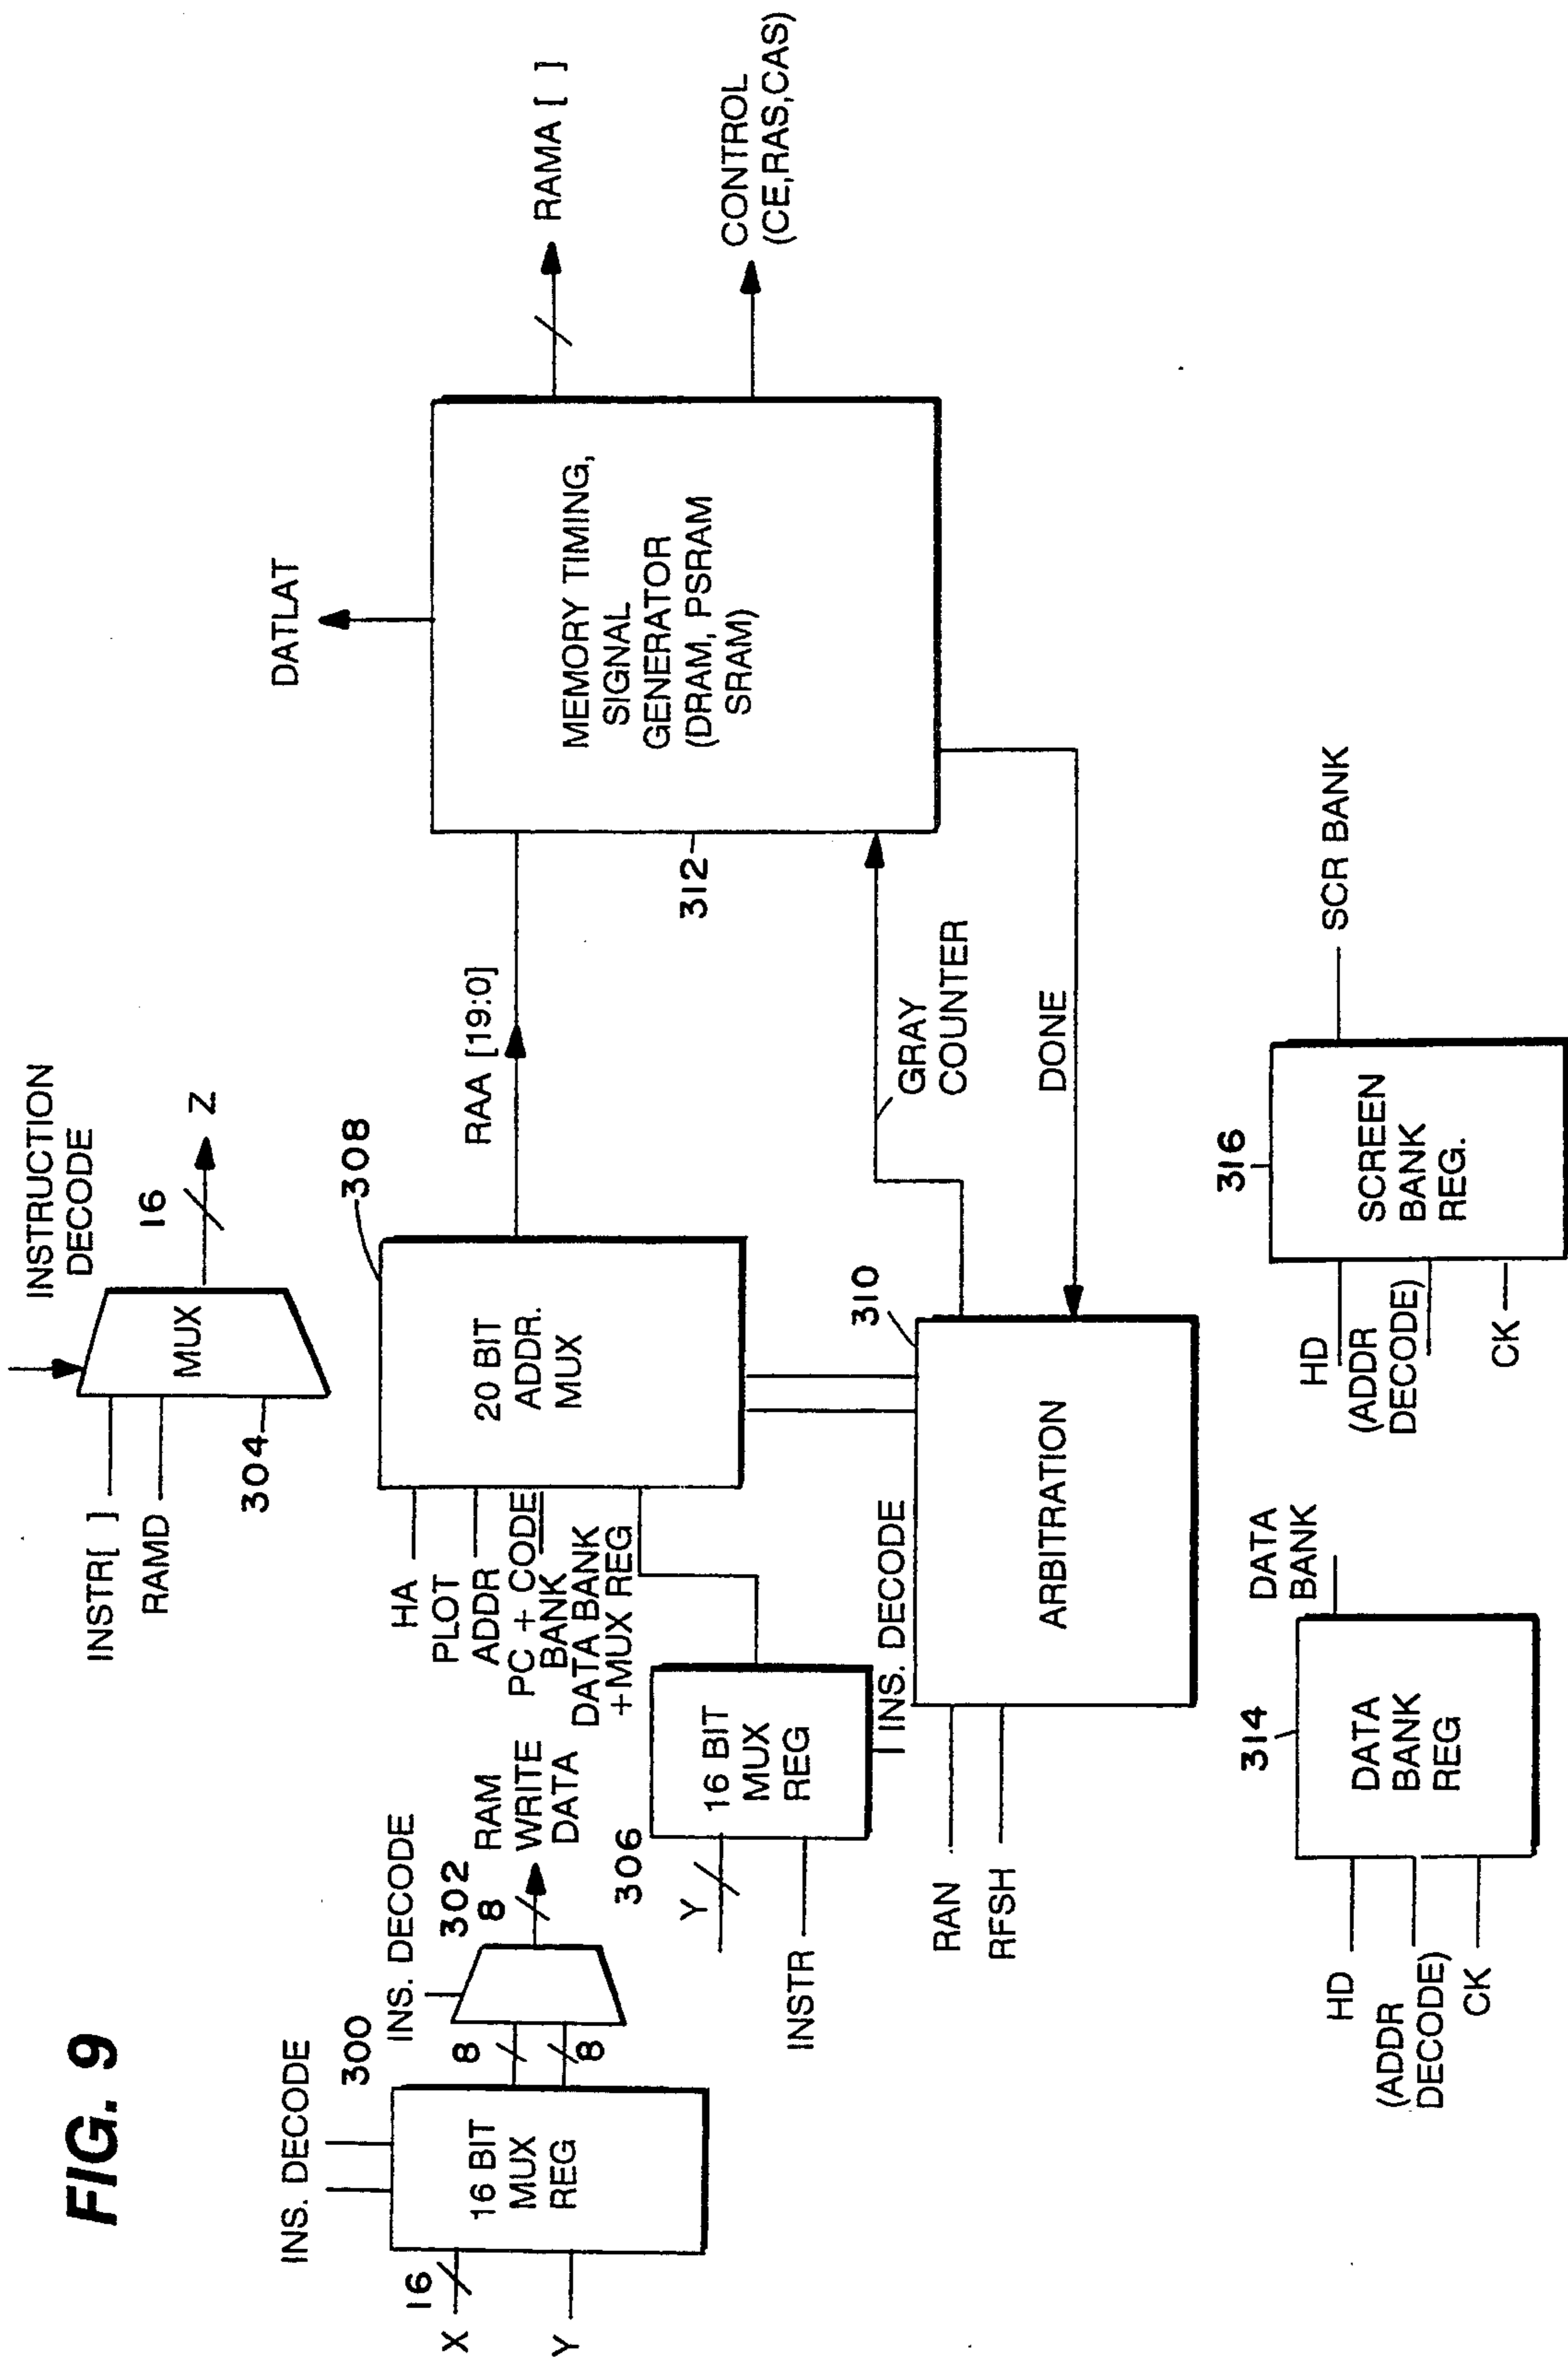 FIG. 9
INS. DECODE
300
16
X
Y
16 BIT
MUX
REG
8
8
INS. DECODE
302
8
RAM
WRITE
DATA
INSTR[ ]
RAMD
304
MUX
INSTRUCTION
DECODE
16
Z
306
Y
INSTR
16 BIT
MUX
REG
INS. DECODE
HA
PLOT
ADDR
PC + CODE
BANK
DATA BANK
+MUX REG
308
20 BIT
ADDR.
MUX
RAA [19:0]
310
RAN
RFSH
ARBITRATION
GRAY
COUNTER
DONE
312
MEMORY TIMING,
SIGNAL
GENERATOR
(DRAM, PSRAM
SRAM)
DATLAT
RAMA [ ]
CONTROL
(CE,RAS,CAS)
314
HD
(ADDR
DECODE)
CK
DATA
BANK
REG
DATA
BANK
316
HD
(ADDR
DECODE)
CK
SCREEN
BANK
REG.
SCR BANK